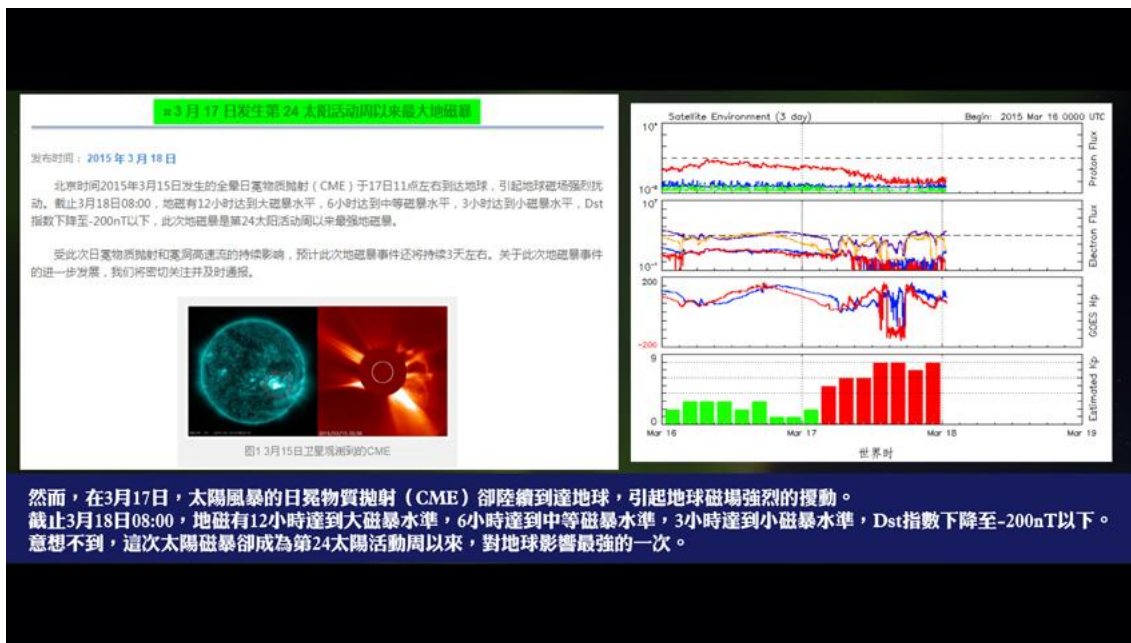 ■3 月 17 日发生第 24 太阳活动周以来最大地磁暴
发布时间： 2015 年 3 月 18 日
北京时间2015年3月15日发生的全晕日冕物质抛射（CME）于17日11点左右到达地球，引起地球磁场强烈扰
动。截止3月18日08:00，地磁有12小时达到大磁暴水平，6小时达到中等磁暴水平，3小时达到小磁暴水平，Dst
指数下降至-200nT以下，此次地磁暴是第24太阳活动周以来最强地磁暴。
受此次日冕物质抛射和冕洞高速流的持续影响，预计此次地磁暴事件还将持续3天左右。关于此次地磁暴事件
的进一步发展，我们将密切关注并及时通报。
图1 3月15日卫星观测到的CME
Satellite Environment (3 day)
Begin: 2015 Mar 16 0000 UTC
Proton Flux
10⁷
Electron Flux
200
-200
GOES Hp
9
0
Estimated Kp
Mar 16
Mar 17
Mar 18
Mar 19
世界时
然而，在3月17日，太陽風暴的日冕物質拋射（CME）卻陸續到達地球，引起地球磁場強烈的擾動。
截止3月18日08:00，地磁有12小時達到大磁暴水準，6小時達到中等磁暴水準，3小時達到小磁暴水準，Dst指數下降至-200nT以下。
意想不到，這次太陽磁暴卻成為第24太陽活動周以來，對地球影響最強的一次。